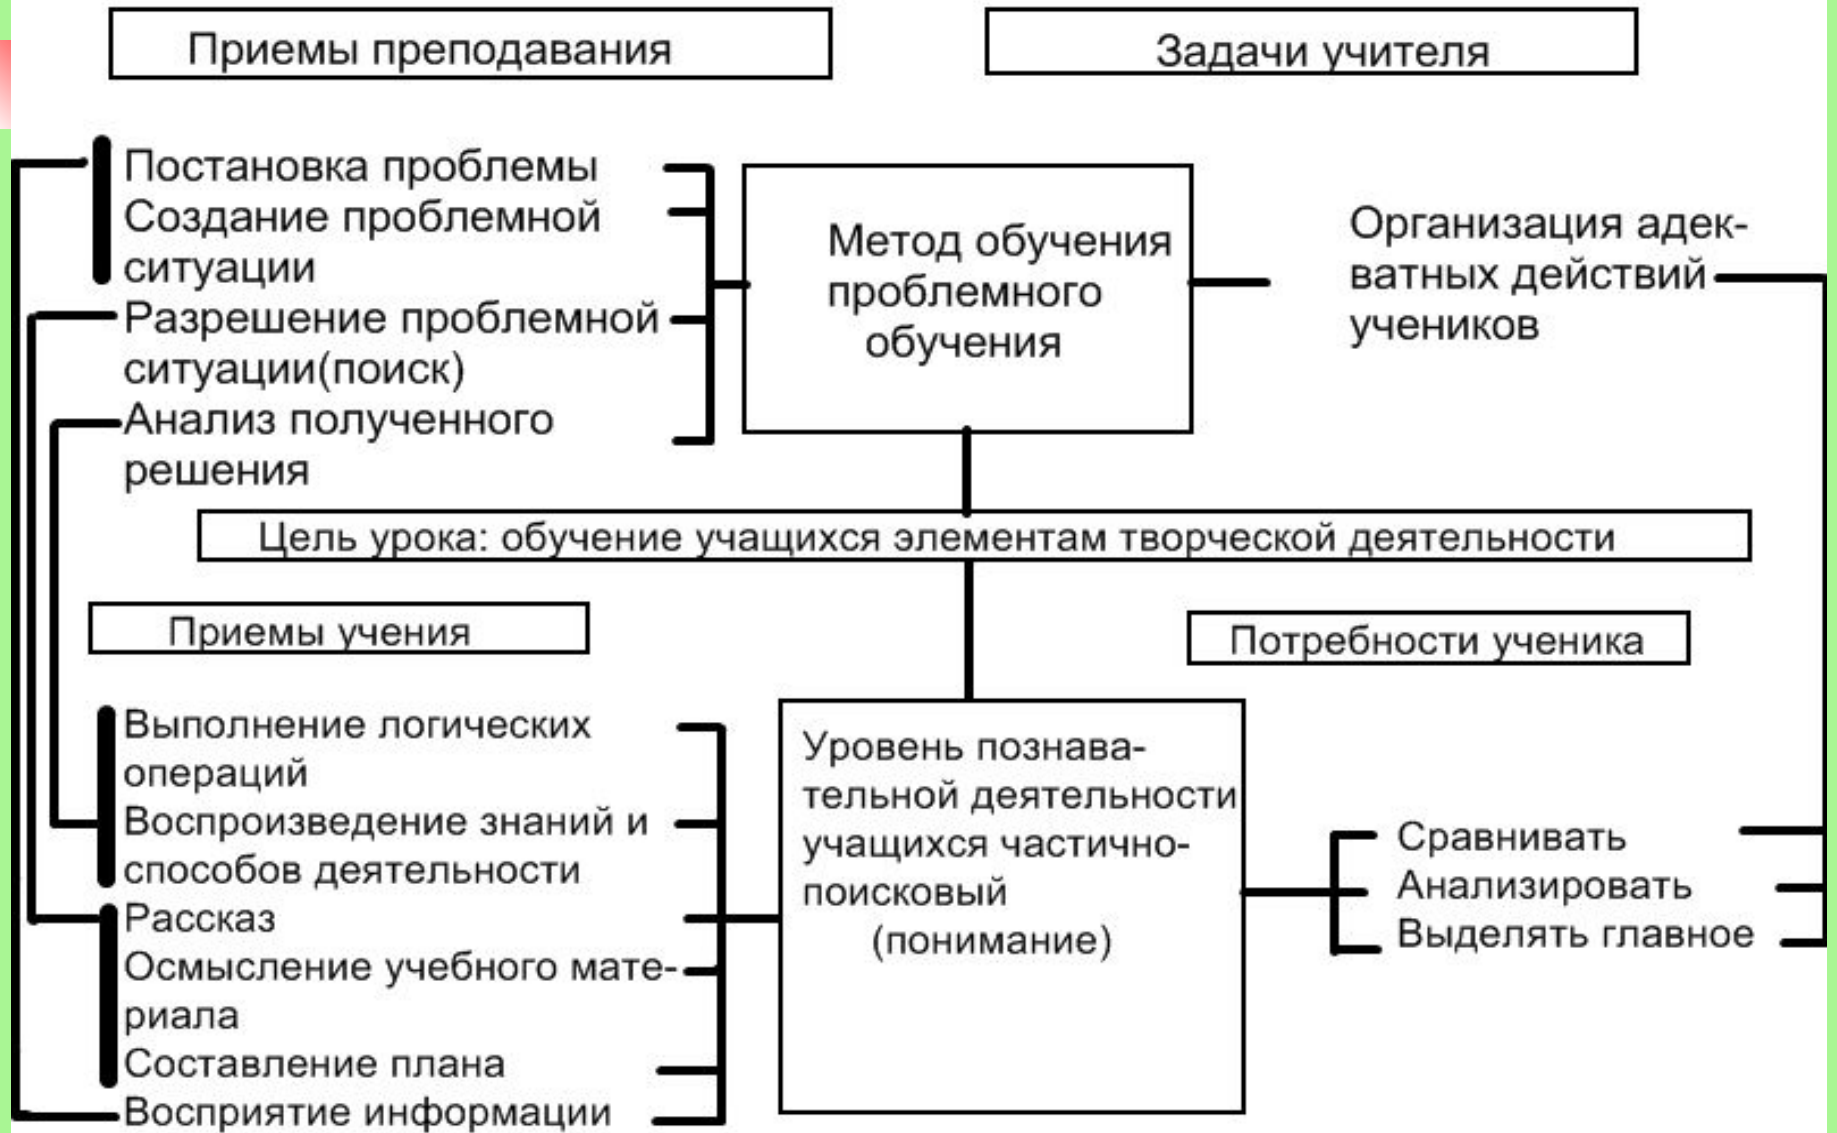 Приемы преподавания
Задачи учителя
Постановка проблемы
Создание проблемной
ситуации
Разрешение проблемной
ситуации(поиск)
Анализ полученного
решения
Метод обучения
проблемного
обучения
Организация адек-
ватных действий
учеников
Цель урока: обучение учащихся элементам творческой деятельности
Приемы учения
Потребности ученика
Выполнение логических
операций
Воспроизведение знаний и
способов деятельности
Рассказ
Осмысление учебного мате-
риала
Составление плана
Восприятие информации
Уровень познава-
тельной деятельности
учащихся частично-
поисковый
(понимание)
Сравнивать
Анализировать
Выделять главное